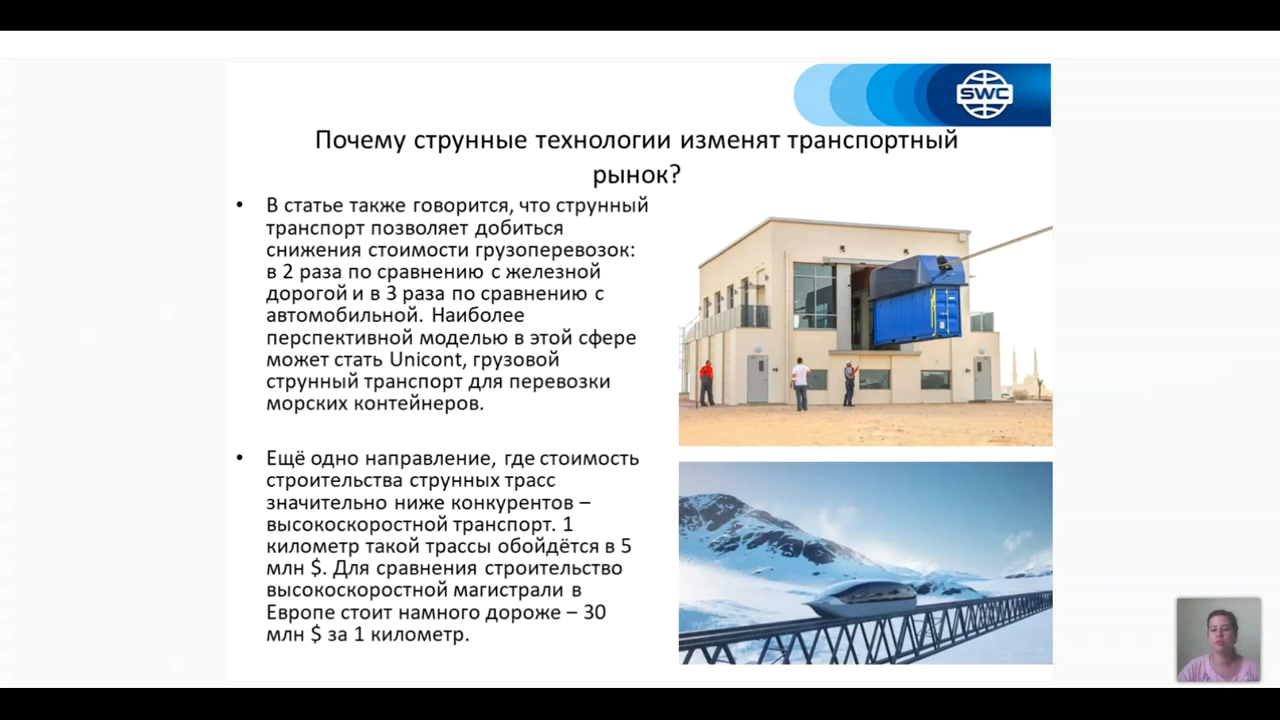 SWC
Почему струнные технологии изменят транспортный
рынок?
• В статье также говорится, что струнный
транспорт позволяет добиться
снижения стоимости грузоперевозок:
в 2 раза по сравнению с железной
дорогой и в 3 раза по сравнению с
автомобильной. Наиболее
перспективной моделью в этой сфере
может стать Unicont, грузовой
струнный транспорт для перевозки
морских контейнеров.
• Ещё одно направление, где стоимость
строительства струнных трасс
значительно ниже конкурентов –
высокоскоростной транспорт. 1
километр такой трассы обойдётся в 5
млн $. Для сравнения строительство
высокоскоростной магистрали в
Европе стоит намного дороже – 30
млн $ за 1 километр.